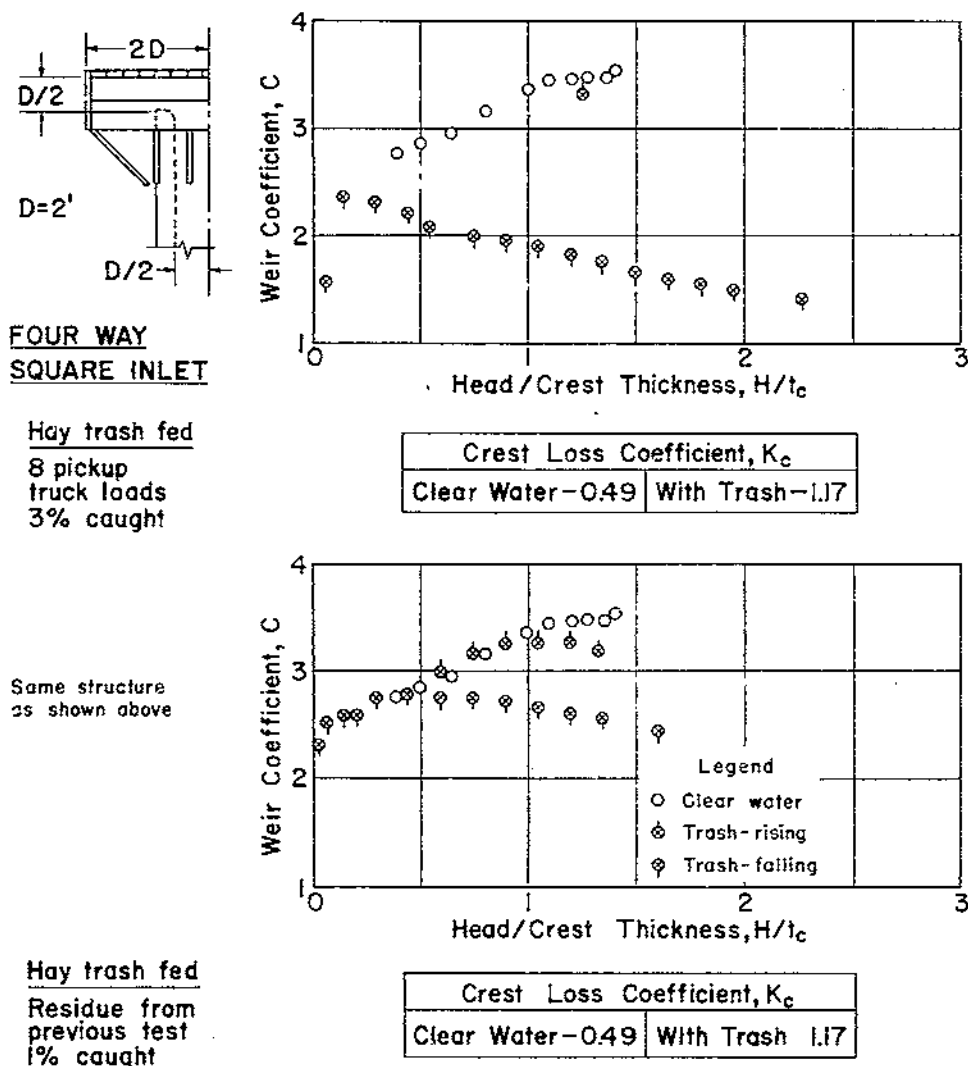 2D
D/2
D=2'
D/2
FOUR WAY
SQUARE INLET
Hay trash fed
8 pickup
truck loads
3% caught
Weir Coefficient, C
4
3
2
1
0
1
2
3
Head/Crest Thickness, H/tc
Crest Loss Coefficient, Kc
Clear Water-0.49
With Trash-1.17
Same structure
as shown above
Weir Coefficient, C
4
3
2
1
0
1
2
3
Legend
Clear water
Trash-rising
Trash-falling
Head/Crest Thickness, H/tc
Hay trash fed
Residue from
previous test
1% caught
Crest Loss Coefficient, Kc
Clear Water-0.49
With Trash 1.17